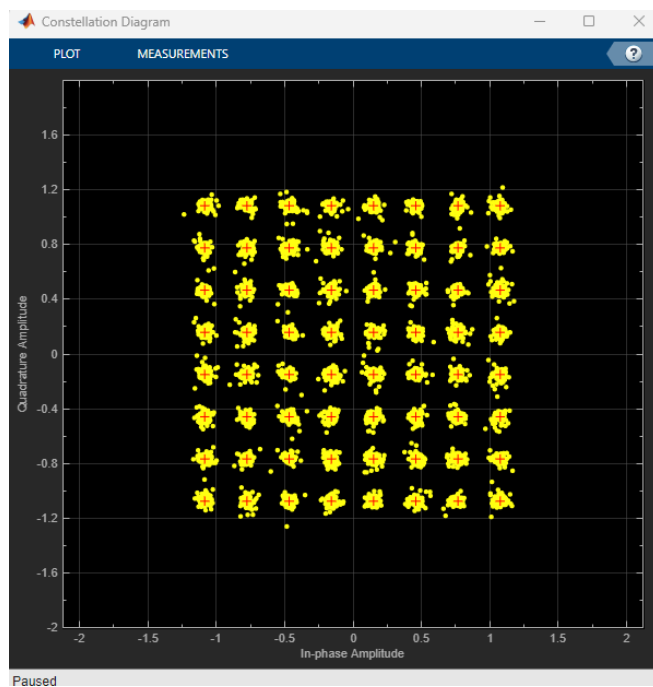 Constellation Diagram
PLOT MEASUREMENTS ?
1.6
1.2
0.8
0.4
0
-0.4
-0.8
-1.2
-1.6
-2
Quadrature Amplitude
-2 -1.5 -1 -0.5 0 0.5 1 1.5 2
In-phase Amplitude
Paused